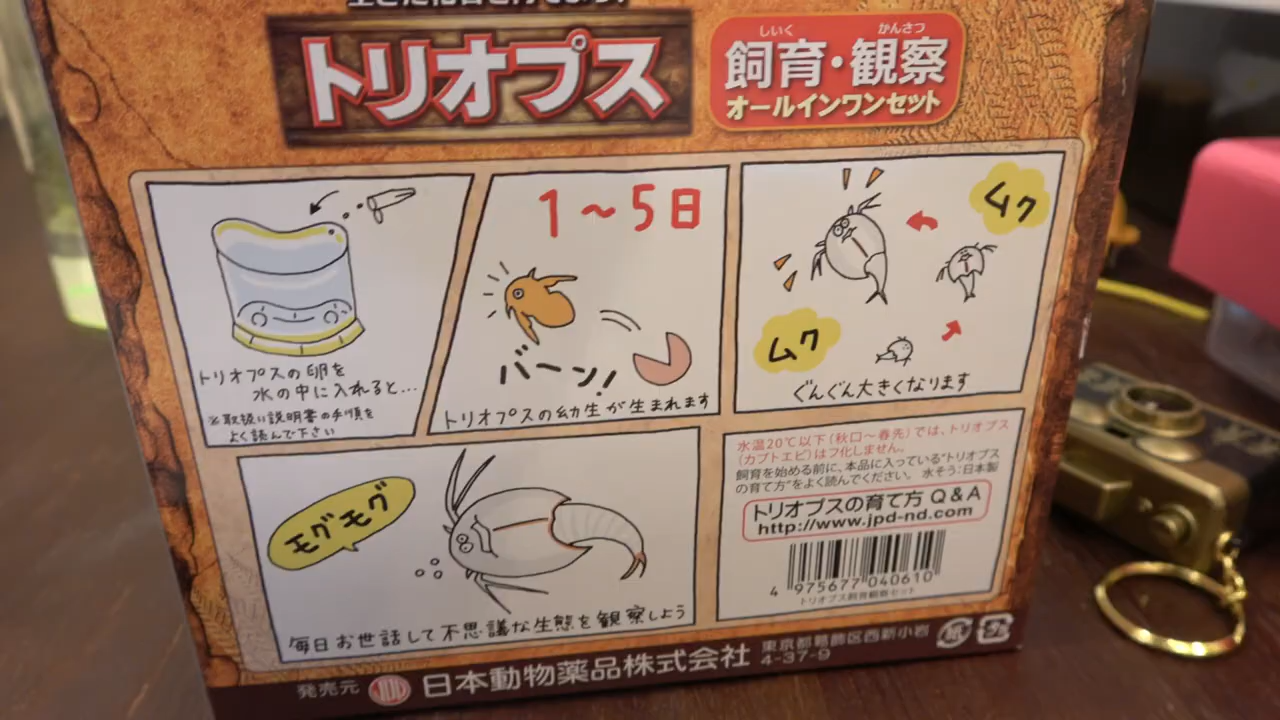 トリオプス
しいく かんさつ
飼育・観察
オールインワンセット
トリオプスの卵を
水の中に入れると…
※取扱い説明書の手順を
よく読んで下さい
1～5日
バーン!
トリオプスの幼生が生まれます
ムク
ムク
ぐんぐん大きくなります
モグモグ
毎日お世話して不思議な生態を観察しよう
水温20℃以下(秋口～春先)では、トリオプス
(カブトエビ)はフ化しません。
飼育を始める前に、本品に入っている"トリオプス
の育て方"をよく読んでください。 水そう:日本製
トリオプスの育て方 Q&A
http://www.jpd-nd.com
4 975677 040610
トリオプス飼育観察セット
発売元 日本動物薬品株式会社 東京都葛飾区西新小岩
4-37-9
紙 プラ